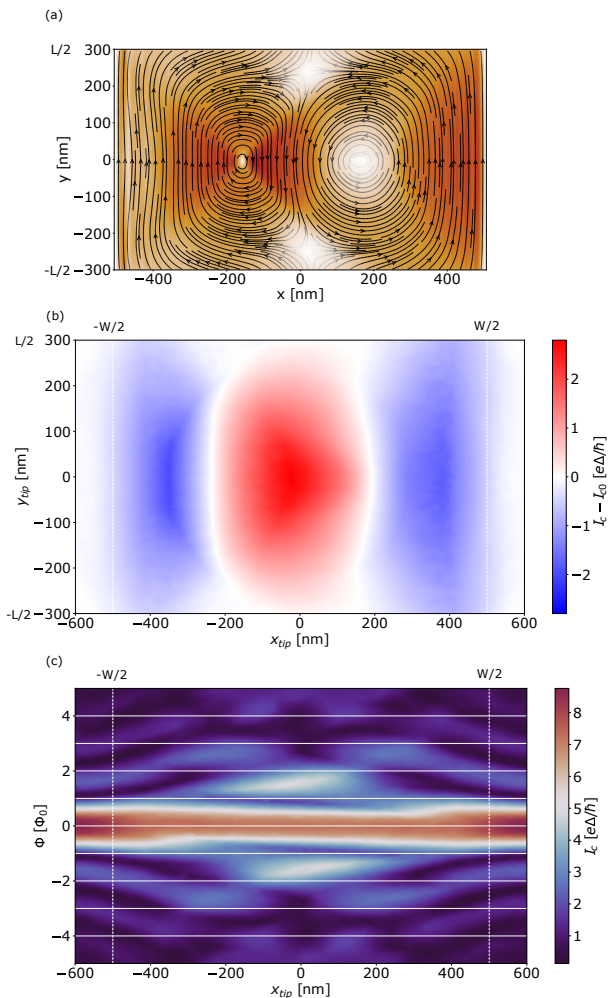 (a)
L/2 300
200
100
0
−100
−200
-L/2 −300
y [nm]
−400 −200 0 200 400
x [nm]
(b)
-W/2 W/2
L/2 300
200
100
0
−100
−200
-L/2 −300
y_tip [nm]
−600 −400 −200 0 200 400 600
x_tip [nm]
2
1
0
−1
−2
I_c − I_c0 [eΔ/ħ]
(c)
-W/2 W/2
4
2
0
−2
−4
Φ [Φ_0]
−600 −400 −200 0 200 400 600
x_tip [nm]
8
7
6
5
4
3
2
1
I_c [eΔ/ħ]